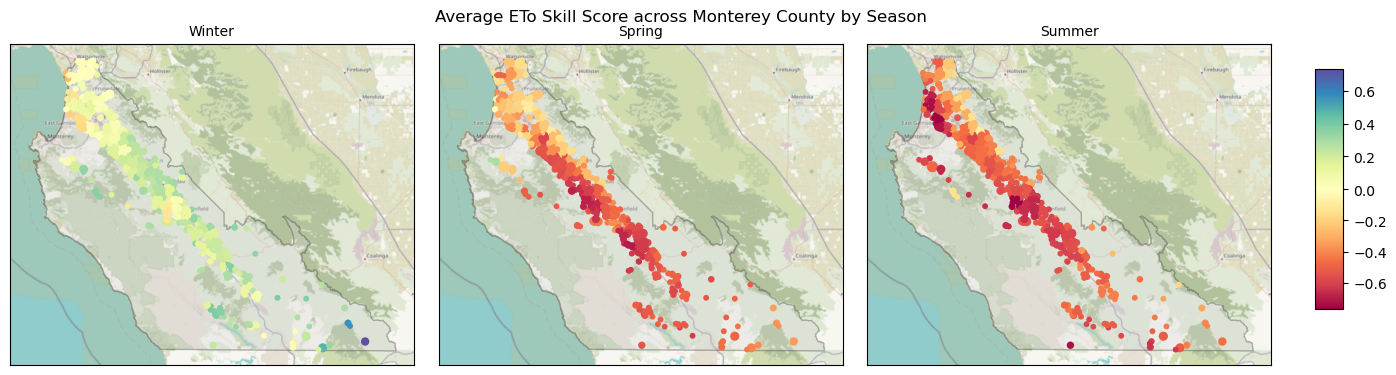 Average ETo Skill Score across Monterey County by Season
Winter
Spring
Summer
Hollister
Firebaugh
Mendota
Monterey
Coalinga
Hollister
Firebaugh
Mendota
Monterey
Coalinga
Hollister
Firebaugh
Mendota
Monterey
Coalinga
0.6
0.4
0.2
0.0
−0.2
−0.4
−0.6